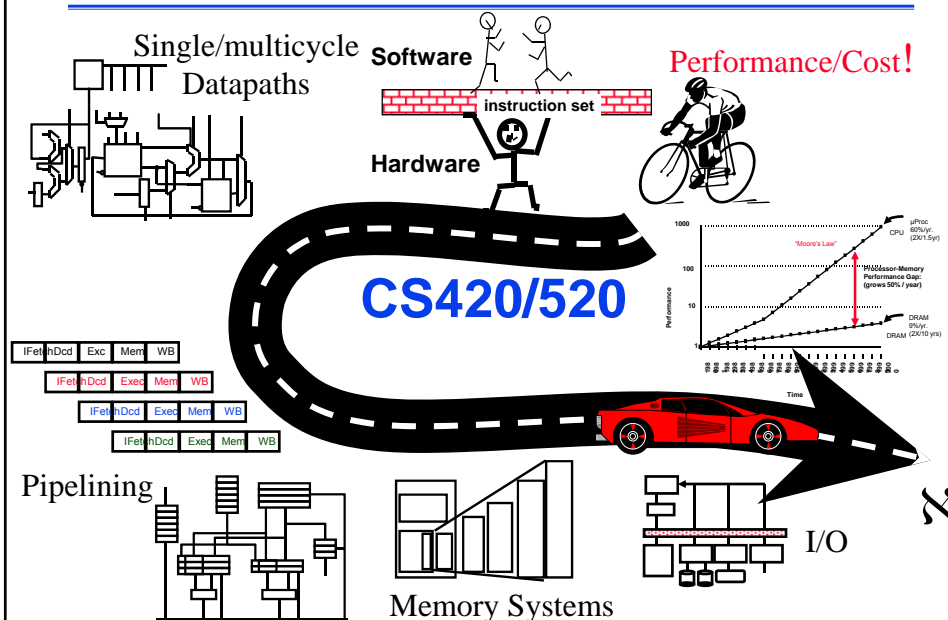 Single/multicycle
Datapaths
Software
instruction set
Hardware
Performance/Cost!
1000
100
10
1
Performance
"Moore's Law"
µProc
60%/yr.
(2X/1.5yr)
CPU
Processor-Memory
Performance Gap:
(grows 50% / year)
DRAM
9%/yr.
(2X/10 yrs)
DRAM
Time
CS420/520
IFetchDcd Exc Mem WB
IFetchDcd Exec Mem WB
IFetchDcd Exec Mem WB
IFetchDcd Exec Mem WB
Pipelining
Memory Systems
I/O